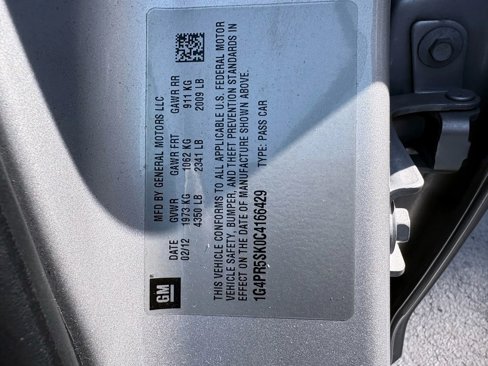 GM
MFD BY GENERAL MOTORS LLC
DATE GVWR GAWR FRT GAWR RR
02/12 1973 KG 1062 KG 911 KG
4350 LB 2341 LB 2009 LB
THIS VEHICLE CONFORMS TO ALL APPLICABLE U.S. FEDERAL MOTOR
VEHICLE SAFETY, BUMPER, AND THEFT PREVENTION STANDARDS IN
EFFECT ON THE DATE OF MANUFACTURE SHOWN ABOVE.
1G4PR5SK0C4166429 TYPE: PASS CAR